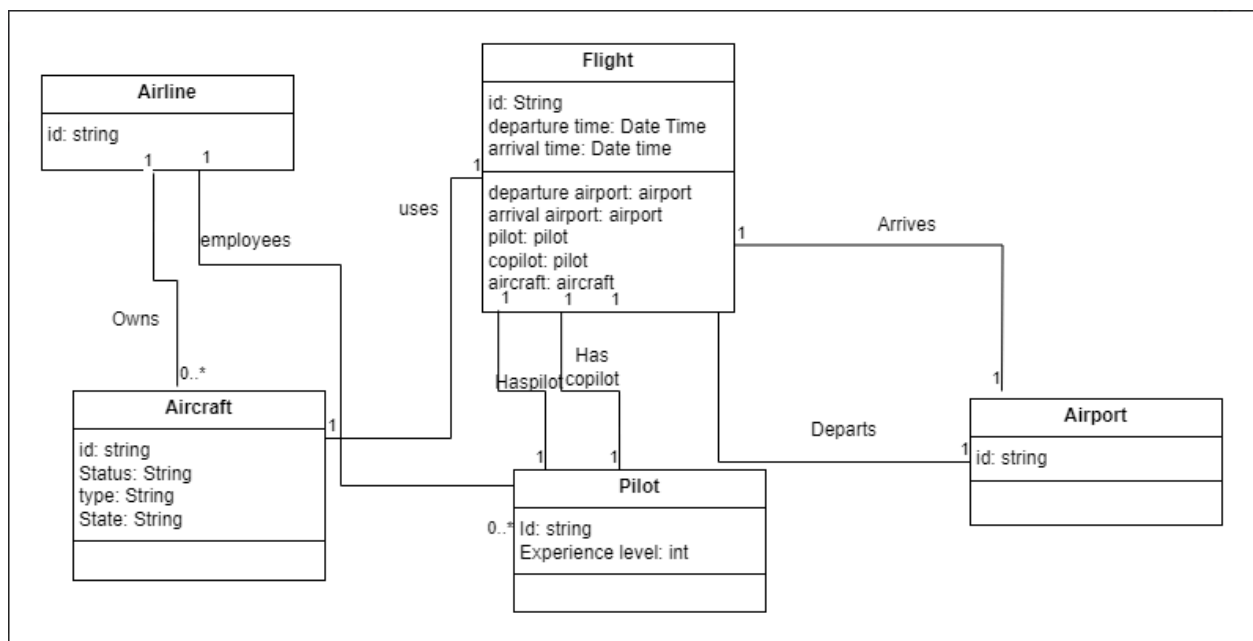 Flight
id: String
departure time: Date Time
arrival time: Date time
departure airport: airport
arrival airport: airport
pilot: pilot
copilot: pilot
aircraft: aircraft
1
1
1
1
1
Airline
id: string
1
1
uses
employees
Arrives
Owns
0..*
Haspilot
Has
copilot
1
Departs
1
1
1
1
Aircraft
id: string
Status: String
type: String
State: String
Airport
id: string
Pilot
0..*
Id: string
Experience level: int